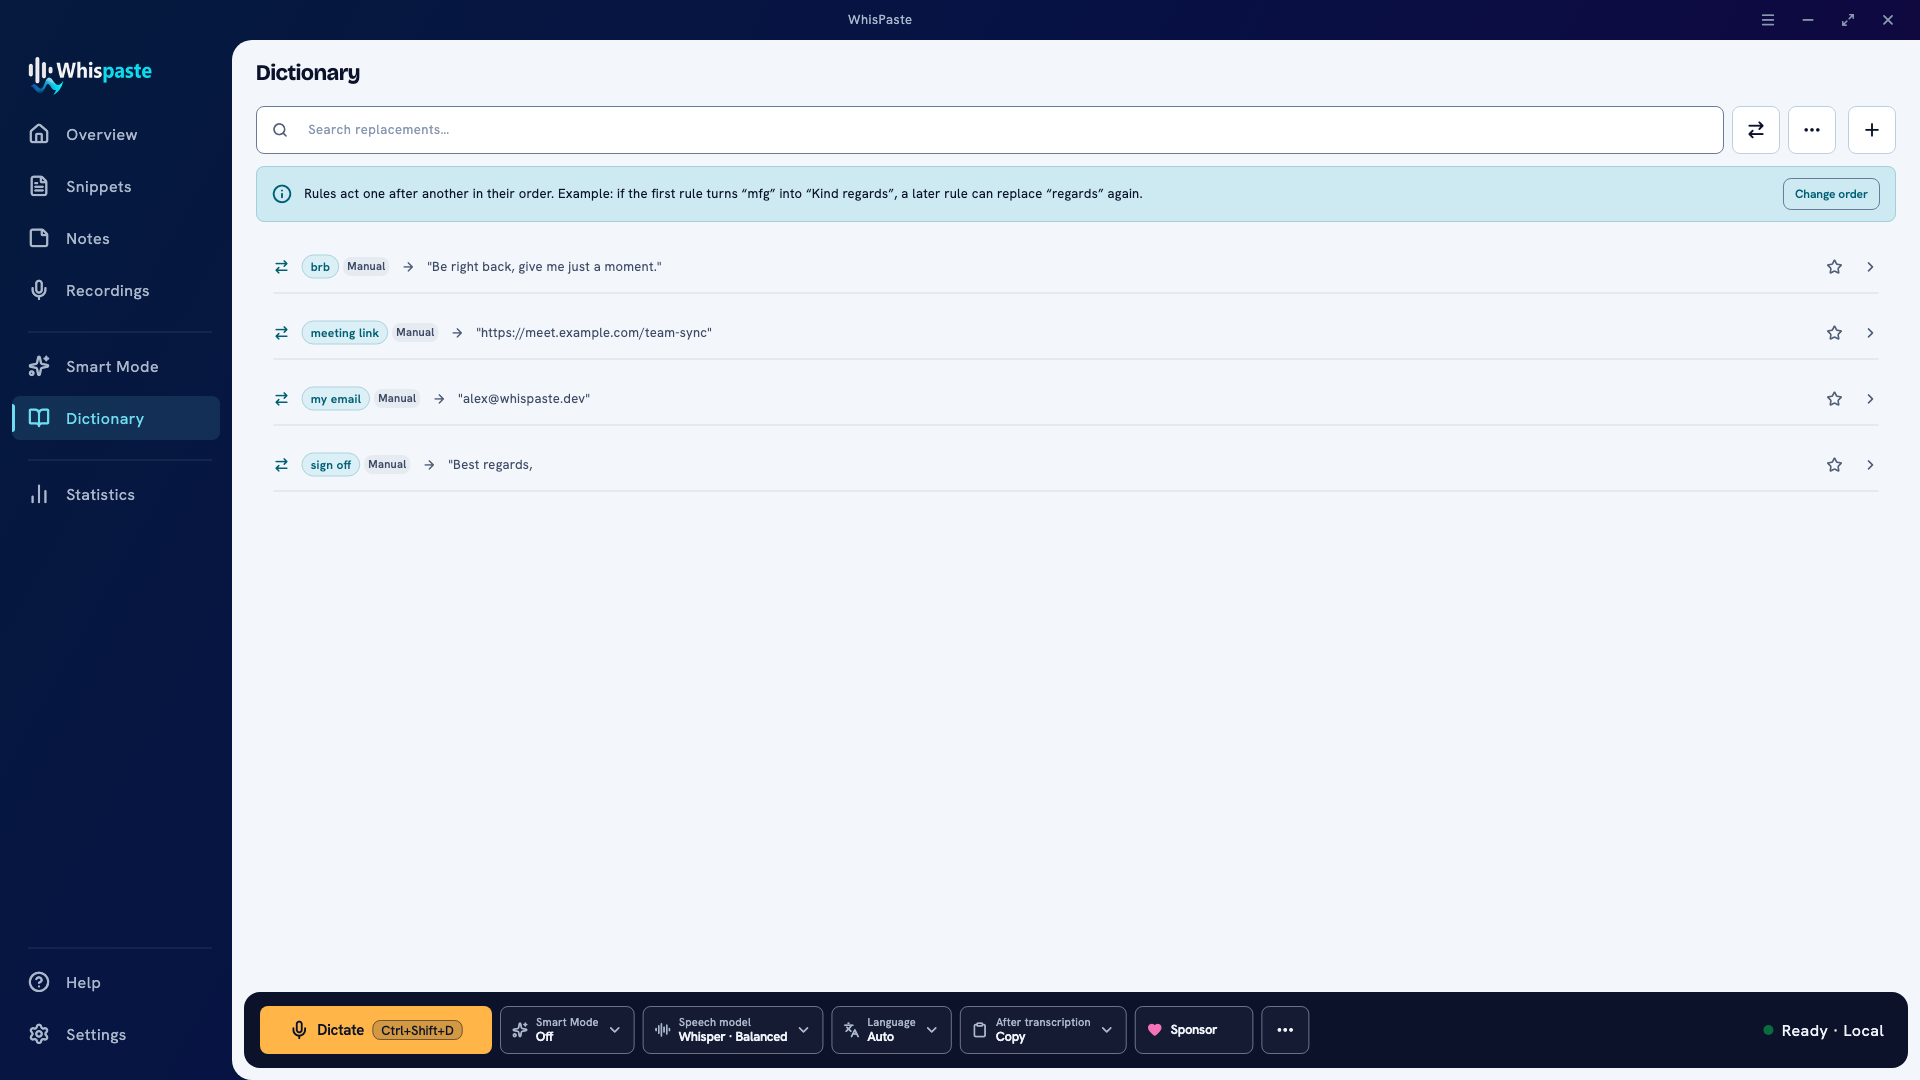 WhisPaste
Whispaste
Overview
Snippets
Notes
Recordings
Smart Mode
Dictionary
Statistics
Help
Settings
Dictionary
Search replacements...
Rules act one after another in their order. Example: if the first rule turns “mfg” into “Kind regards”, a later rule can replace “regards” again.
Change order
brb Manual → "Be right back, give me just a moment."
meeting link Manual → "https://meet.example.com/team-sync"
my email Manual → "alex@whispaste.dev"
sign off Manual → "Best regards,
Dictate Ctrl+Shift+D
Smart Mode
Off
Speech model
Whisper · Balanced
Language
Auto
After transcription
Copy
Sponsor
Ready · Local